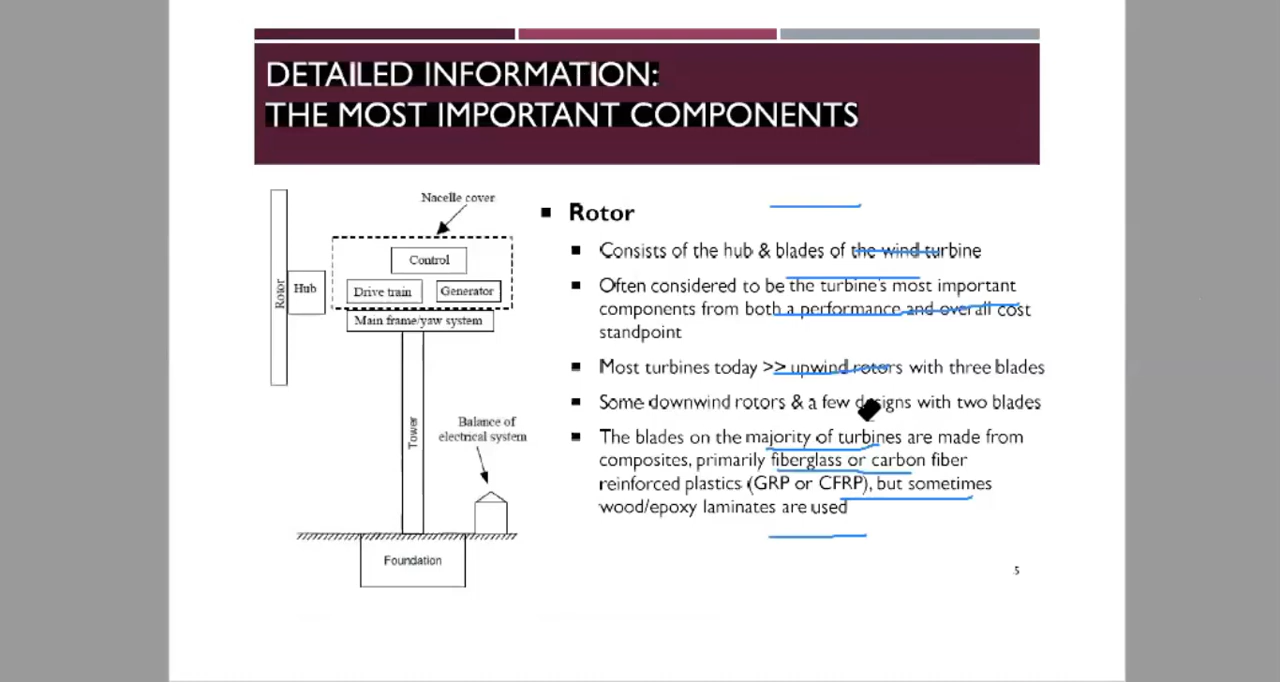 DETAILED INFORMATION:
THE MOST IMPORTANT COMPONENTS
Nacelle cover
Control
Drive train
Generator
Hub
Rotor
Main frame/yaw system
Tower
Balance of
electrical system
Foundation
Rotor
Consists of the hub & blades of the wind turbine
Often considered to be the turbine's most important
components from both a performance and overall cost
standpoint
Most turbines today >> upwind rotors with three blades
Some downwind rotors & a few designs with two blades
The blades on the majority of turbines are made from
composites, primarily fiberglass or carbon fiber
reinforced plastics (GRP or CFRP), but sometimes
wood/epoxy laminates are used
5